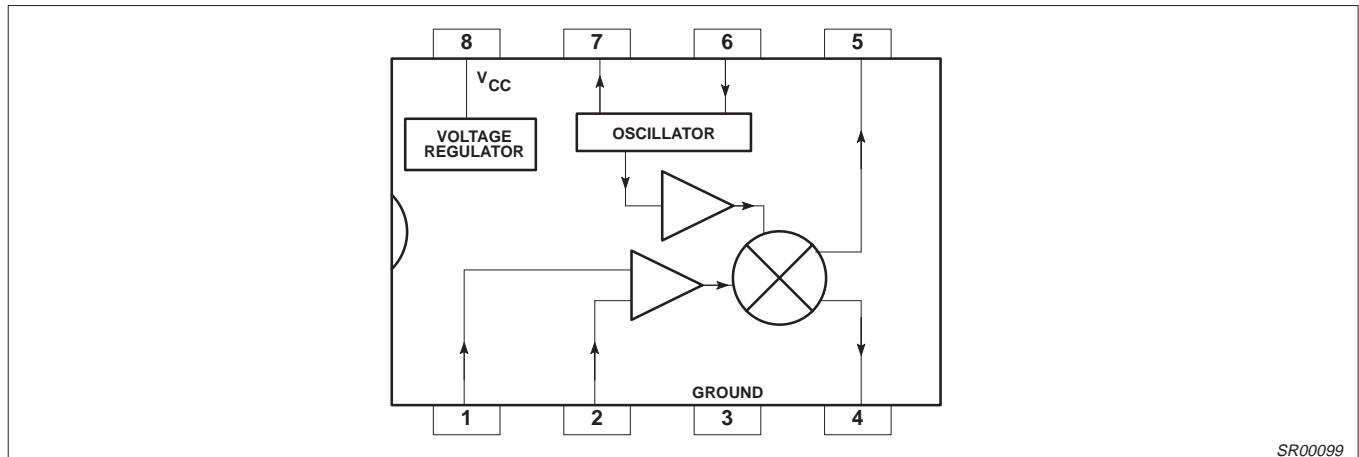 8 7 6 5
VCC
VOLTAGE
REGULATOR
OSCILLATOR
GROUND
1 2 3 4
SR00099